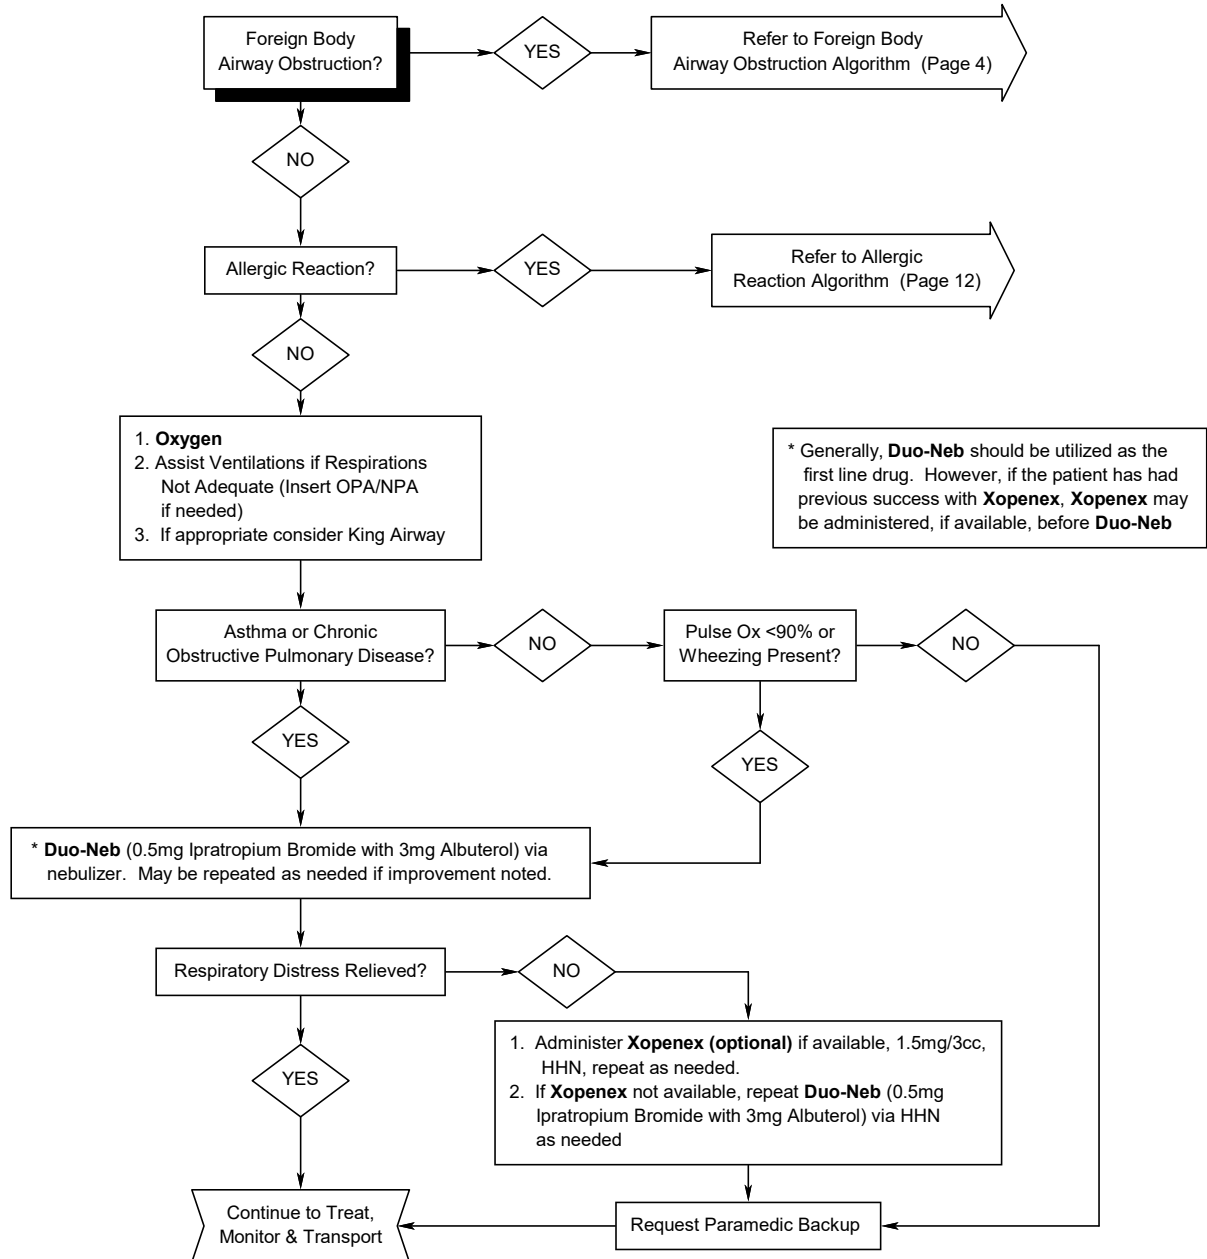 Foreign Body
Airway Obstruction?
YES
Refer to Foreign Body
Airway Obstruction Algorithm (Page 4)
NO
Allergic Reaction?
YES
Refer to Allergic
Reaction Algorithm (Page 12)
NO
1. Oxygen
2. Assist Ventilations if Respirations
Not Adequate (Insert OPA/NPA
if needed)
3. If appropriate consider King Airway
* Generally, Duo-Neb should be utilized as the
first line drug. However, if the patient has had
previous success with Xopenex, Xopenex may
be administered, if available, before Duo-Neb
Asthma or Chronic
Obstructive Pulmonary Disease?
NO
Pulse Ox <90% or
Wheezing Present?
NO
YES
YES
* Duo-Neb (0.5mg Ipratropium Bromide with 3mg Albuterol) via
nebulizer. May be repeated as needed if improvement noted.
Respiratory Distress Relieved?
NO
YES
1. Administer Xopenex (optional) if available, 1.5mg/3cc,
HHN, repeat as needed.
2. If Xopenex not available, repeat Duo-Neb (0.5mg
Ipratropium Bromide with 3mg Albuterol) via HHN
as needed
Continue to Treat,
Monitor & Transport
Request Paramedic Backup